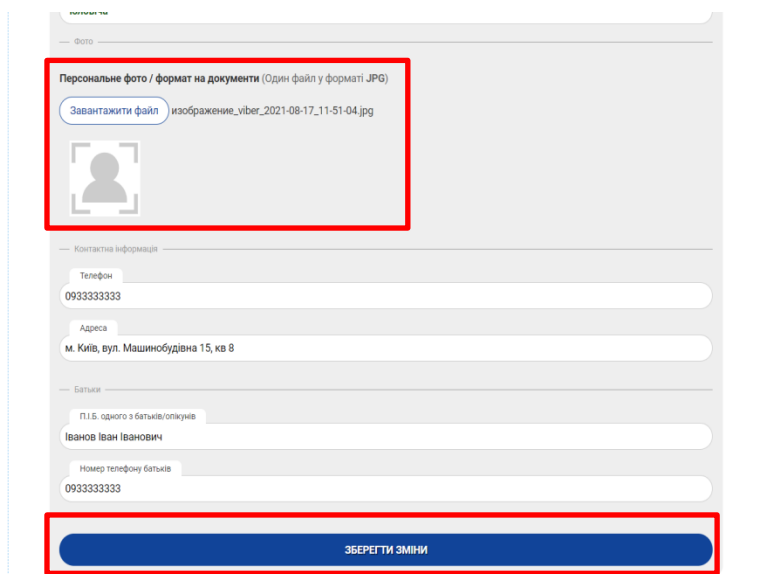 Фото
Персональне фото / формат на документи (Один файл у форматі JPG)
Завантажити файл изображение_viber_2021-08-17_11-51-04.jpg
Контактна інформація
Телефон
0933333333
Адреса
м. Київ, вул. Машинобудівна 15, кв 8
Батьки
П.І.Б. одного з батьків/опікунів
Іванов Іван Іванович
Номер телефону батьків
0933333333
ЗБЕРЕГТИ ЗМІНИ